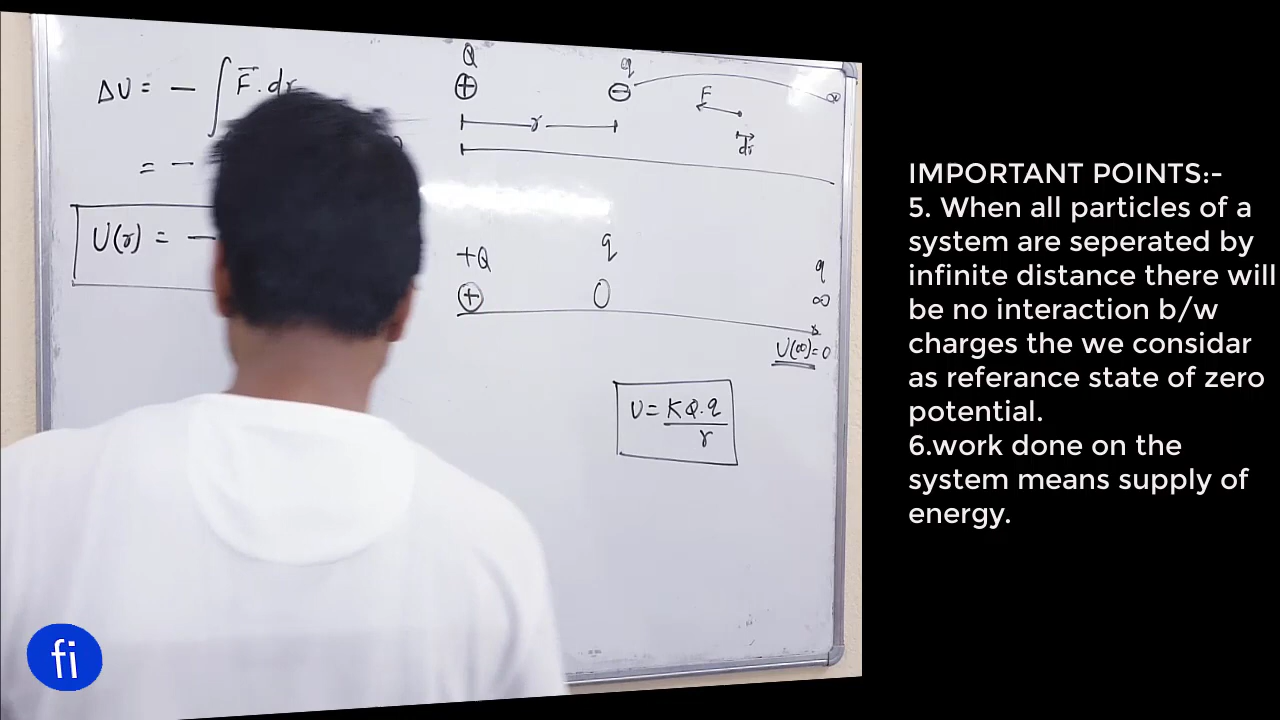 ΔU = − ∫ F⃗ . dr
= −
U(r) = −
Q
q
+
−
∞
F
dr
r
+Q
q
q
+
∞
U(∞) = 0
U = KQ.q
r
IMPORTANT POINTS:-
5. When all particles of a
system are seperated by
infinite distance there will
be no interaction b/w
charges the we considar
as referance state of zero
potential.
6.work done on the
system means supply of
energy.
fi